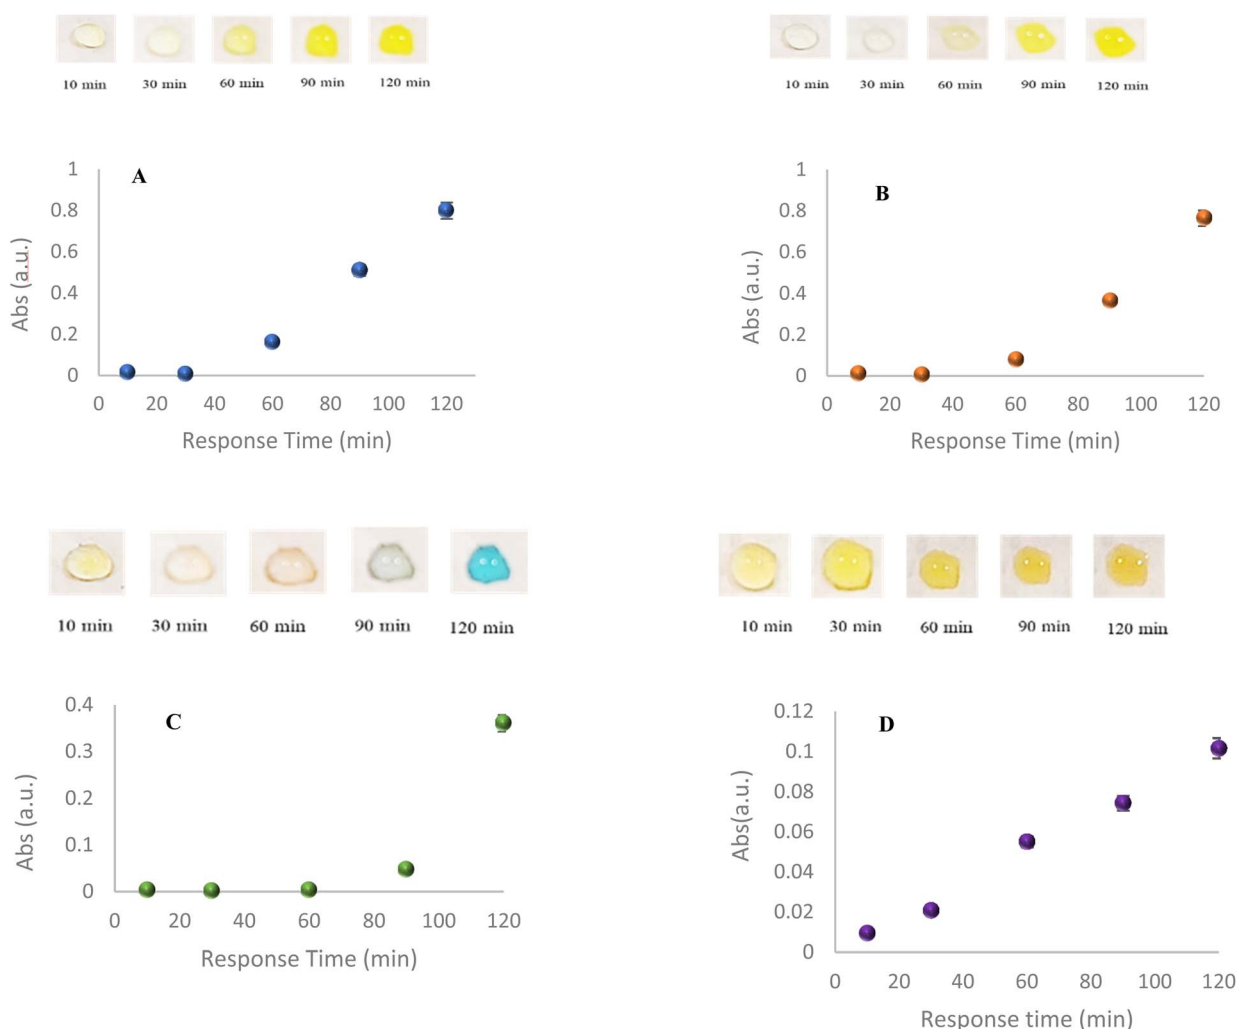 10 min 30 min 60 min 90 min 120 min
A
1
0.8
0.6
0.4
0.2
0
Abs (a.u.)
0 20 40 60 80 100 120
Response Time (min)
10 min 30 min 60 min 90 min 120 min
B
1
0.8
0.6
0.4
0.2
0
Abs (a.u.)
0 20 40 60 80 100 120
Response Time (min)
10 min 30 min 60 min 90 min 120 min
C
0.4
0.3
0.2
0.1
0
Abs (a.u.)
0 20 40 60 80 100 120
Response Time (min)
10 min 30 min 60 min 90 min 120 min
D
0.12
0.1
0.08
0.06
0.04
0.02
0
Abs(a.u.)
0 20 40 60 80 100 120
Response time (min)